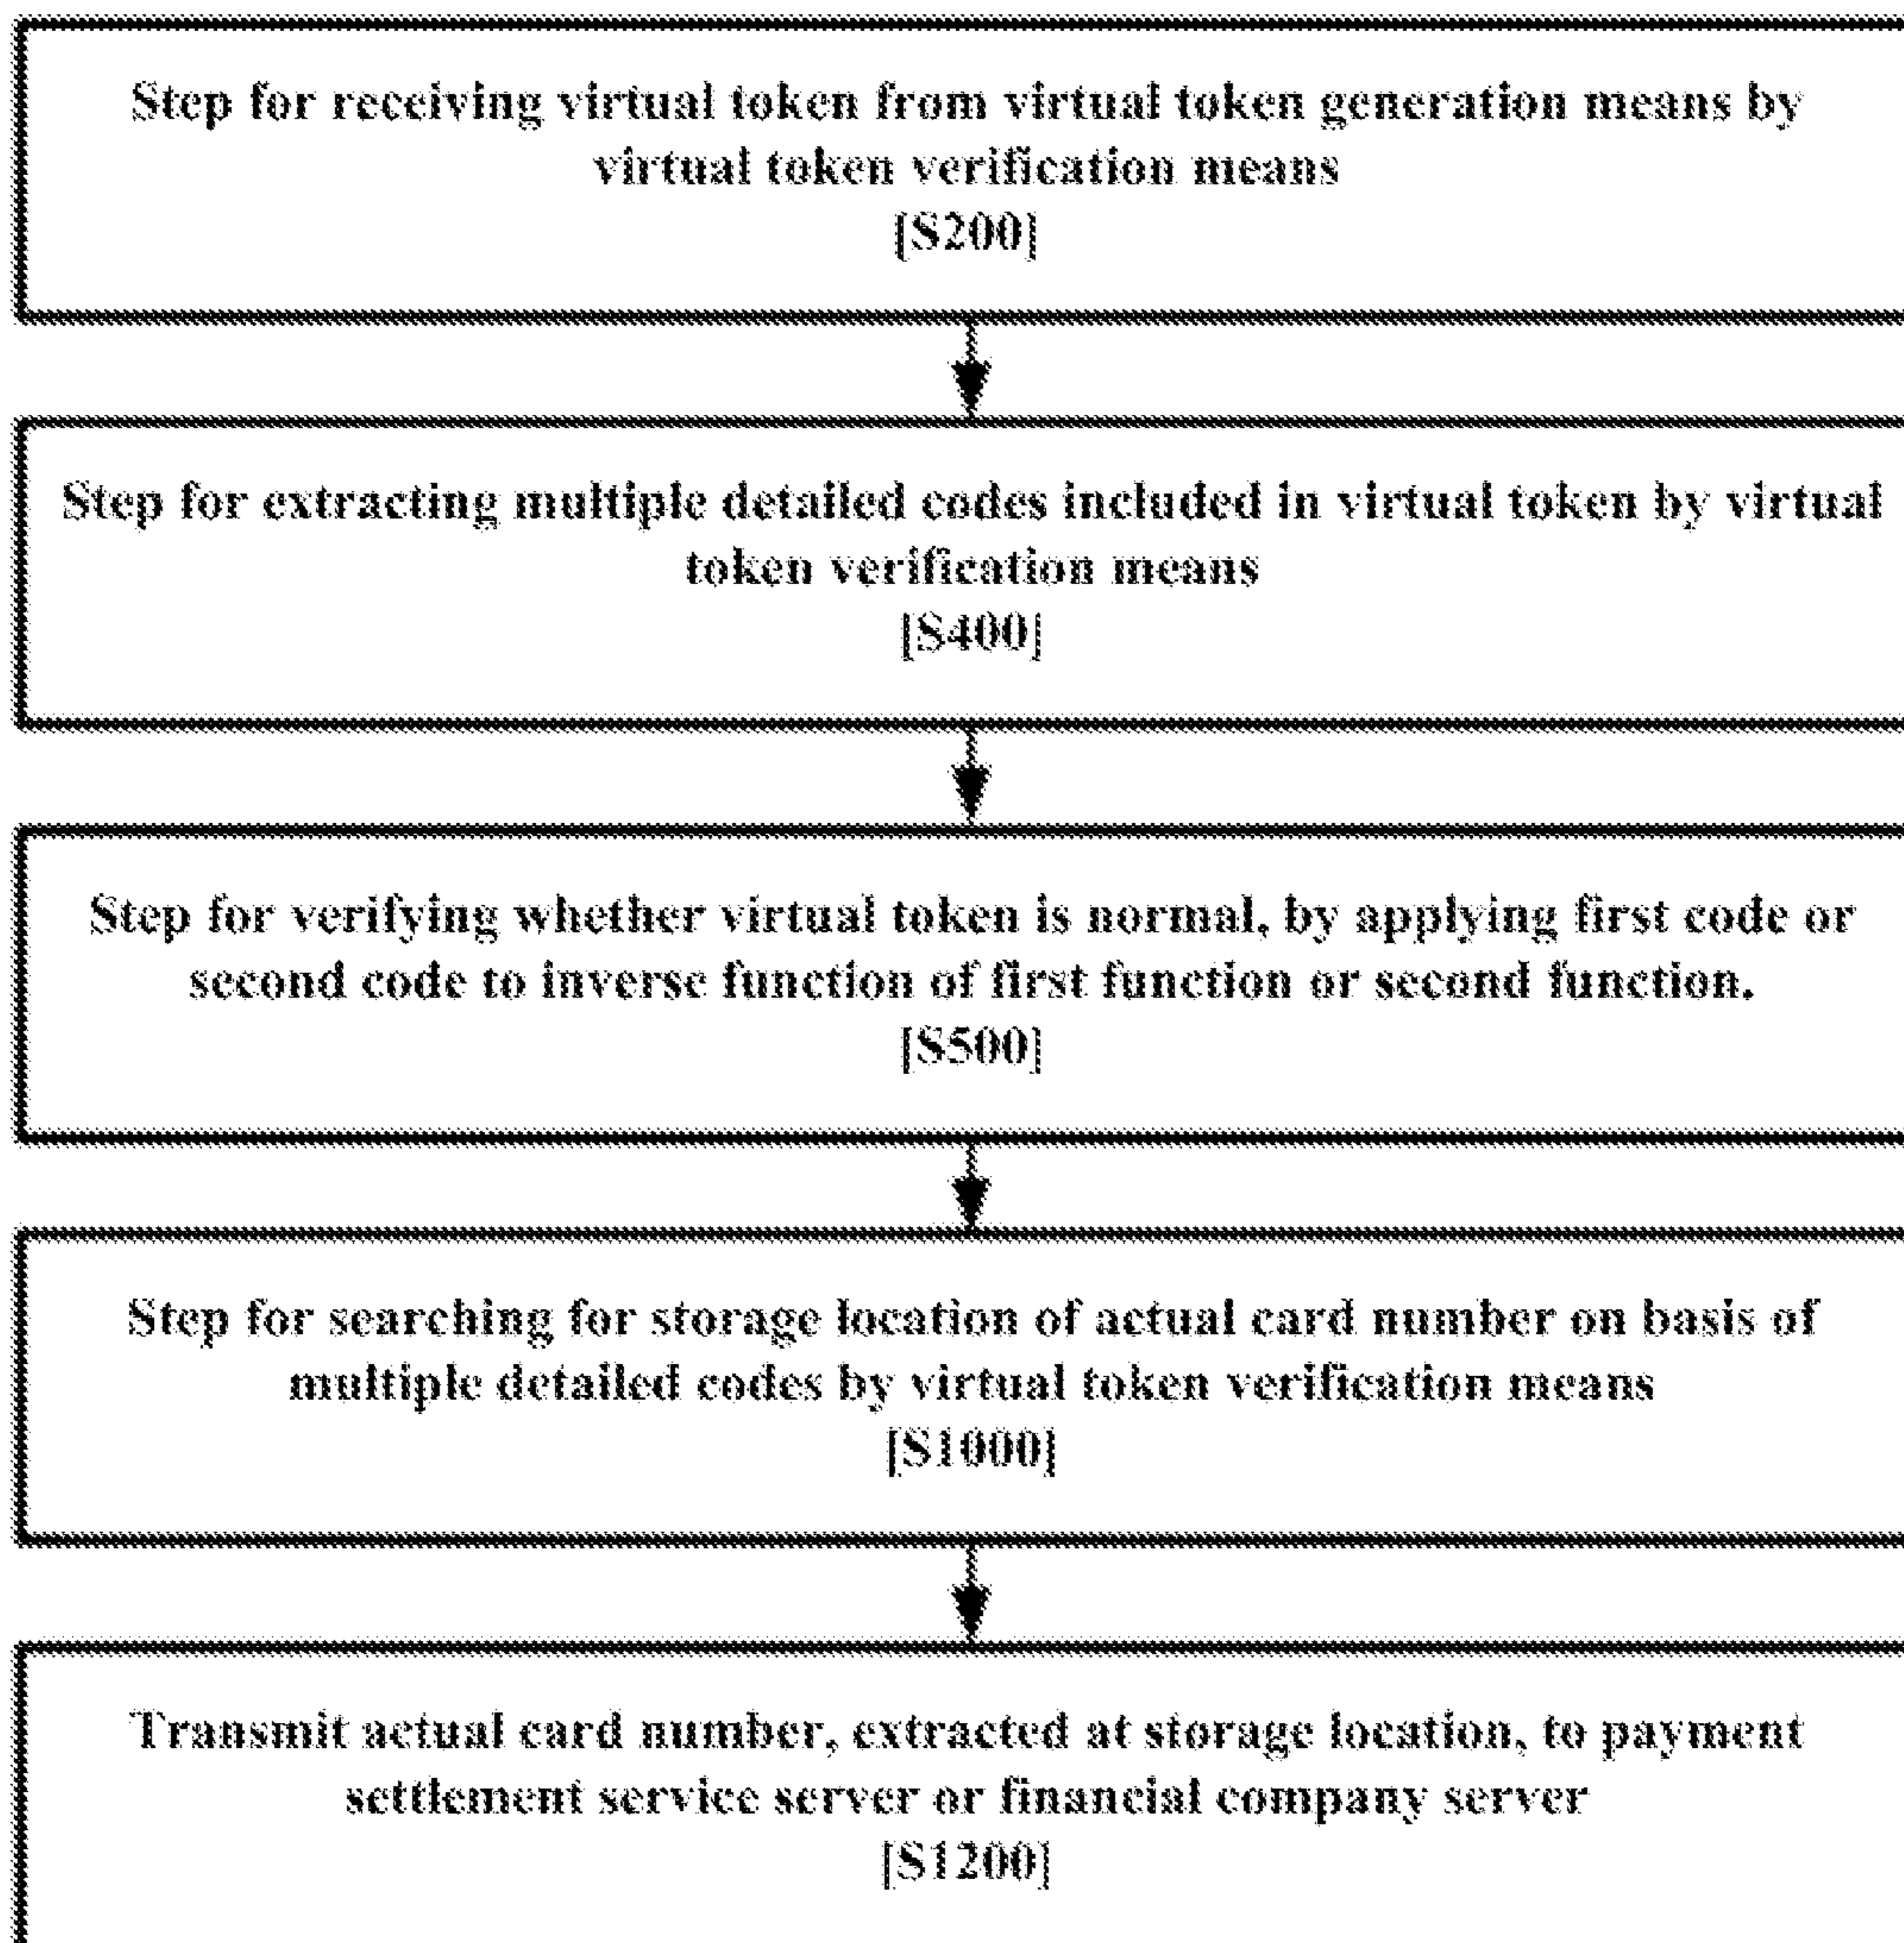 Step for receiving virtual token from virtual token generation means by
virtual token verification means
[S200]
Step for extracting multiple detailed codes included in virtual token by virtual
token verification means
[S400]
Step for verifying whether virtual token is normal, by applying first code or
second code to inverse function of first function or second function.
[S500]
Step for searching for storage location of actual card number on basis of
multiple detailed codes by virtual token verification means
[S1000]
Transmit actual card number, extracted at storage location, to payment
settlement service server or financial company server
[S1200]